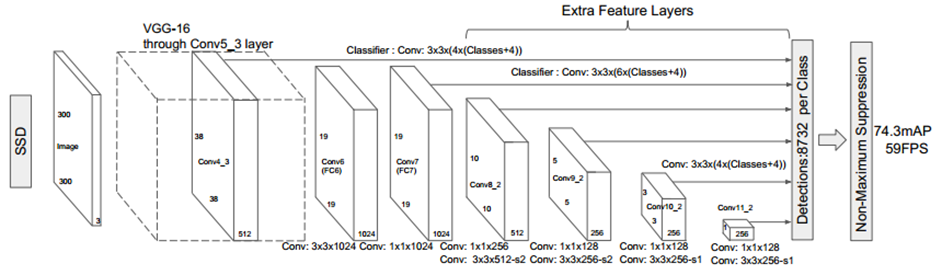 Extra Feature Layers
VGG-16
through Conv5_3 layer
Classifier : Conv: 3x3x(4x(Classes+4))
Classifier : Conv: 3x3x(6x(Classes+4))
SSD
300
Image
300
3
38
Conv4_3
38
512
19
Conv6
(FC6)
19
1024
19
Conv7
(FC7)
19
1024
10
Conv8_2
10
512
5
Conv9_2
5
256
Conv: 3x3x(4x(Classes+4))
3
Conv10_2
3
256
Conv11_2
1
256
Detections:8732 per Class
Non-Maximum Suppression
74.3mAP
59FPS
Conv: 3x3x1024
Conv: 1x1x1024
Conv: 1x1x256
Conv: 3x3x512-s2
Conv: 1x1x128
Conv: 3x3x256-s2
Conv: 1x1x128
Conv: 3x3x256-s1
Conv: 1x1x128
Conv: 3x3x256-s1